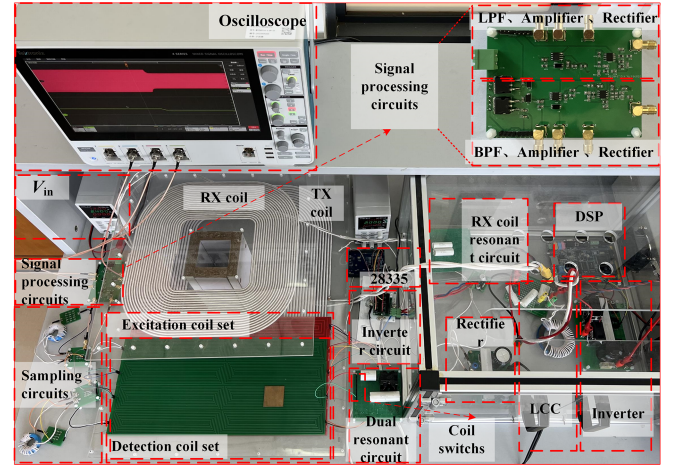 Oscilloscope
LPF、Amplifier 、Rectifier
Signal
processing
circuits
BPF、Amplifier 、Rectifier
Vin
RX coil
TX
coil
RX coil
resonan
t circuit
DSP
Signal
processing
circuits
28335
Excitation coil set
Inverte
r circuit
Rectifie
r
Sampling
circuits
Detection coil set
Dual
resonant
circuit
Coil
switchs
LCC
Inverter